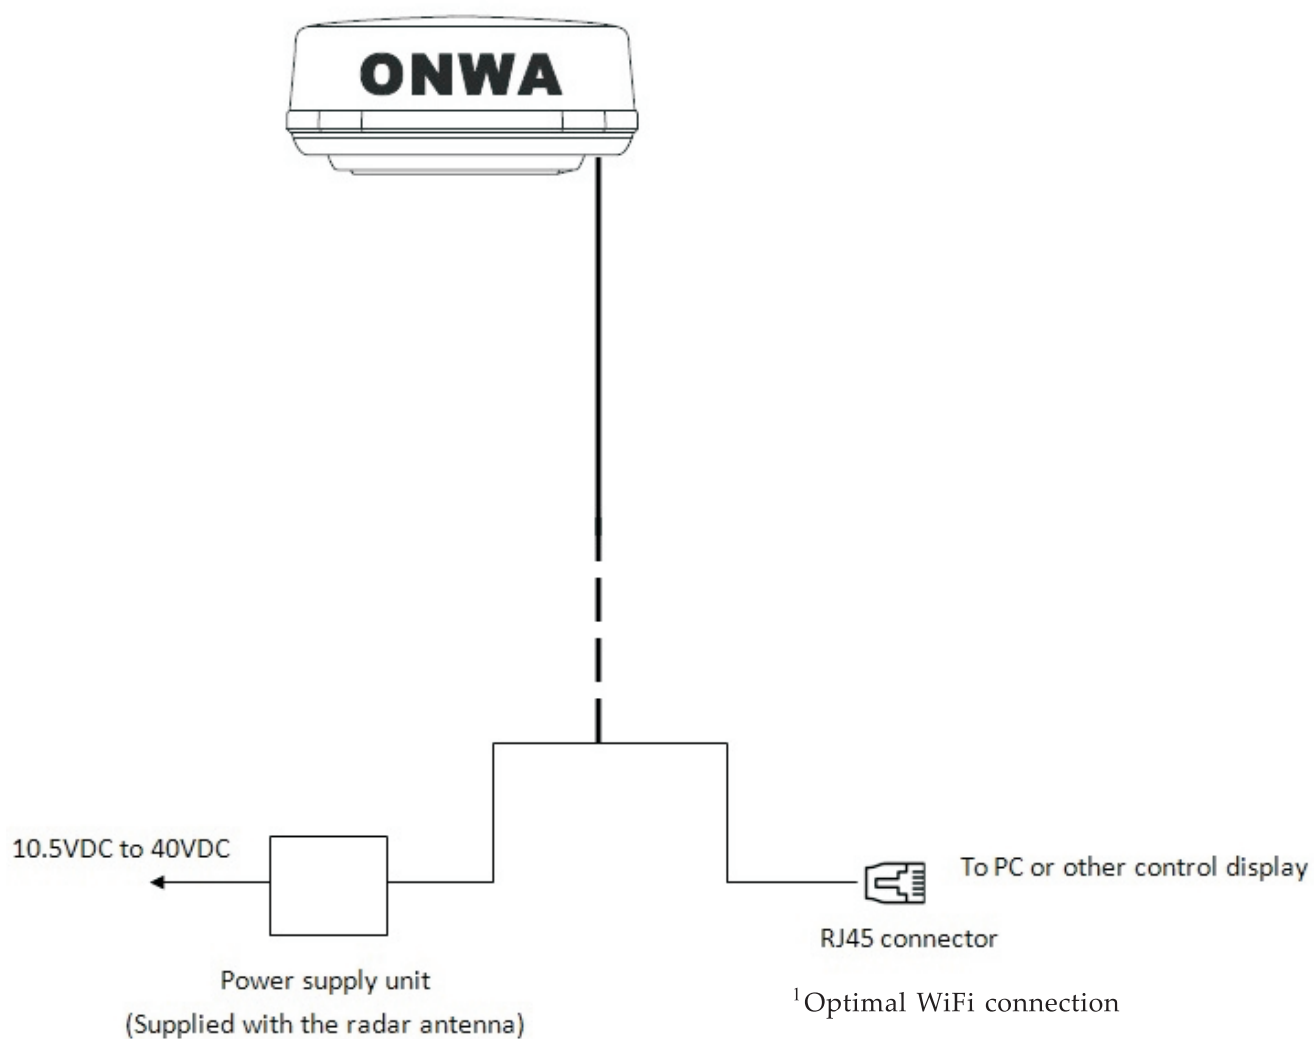 ONWA
10.5VDC to 40VDC
To PC or other control display
RJ45 connector
Power supply unit
(Supplied with the radar antenna)
¹Optimal WiFi connection